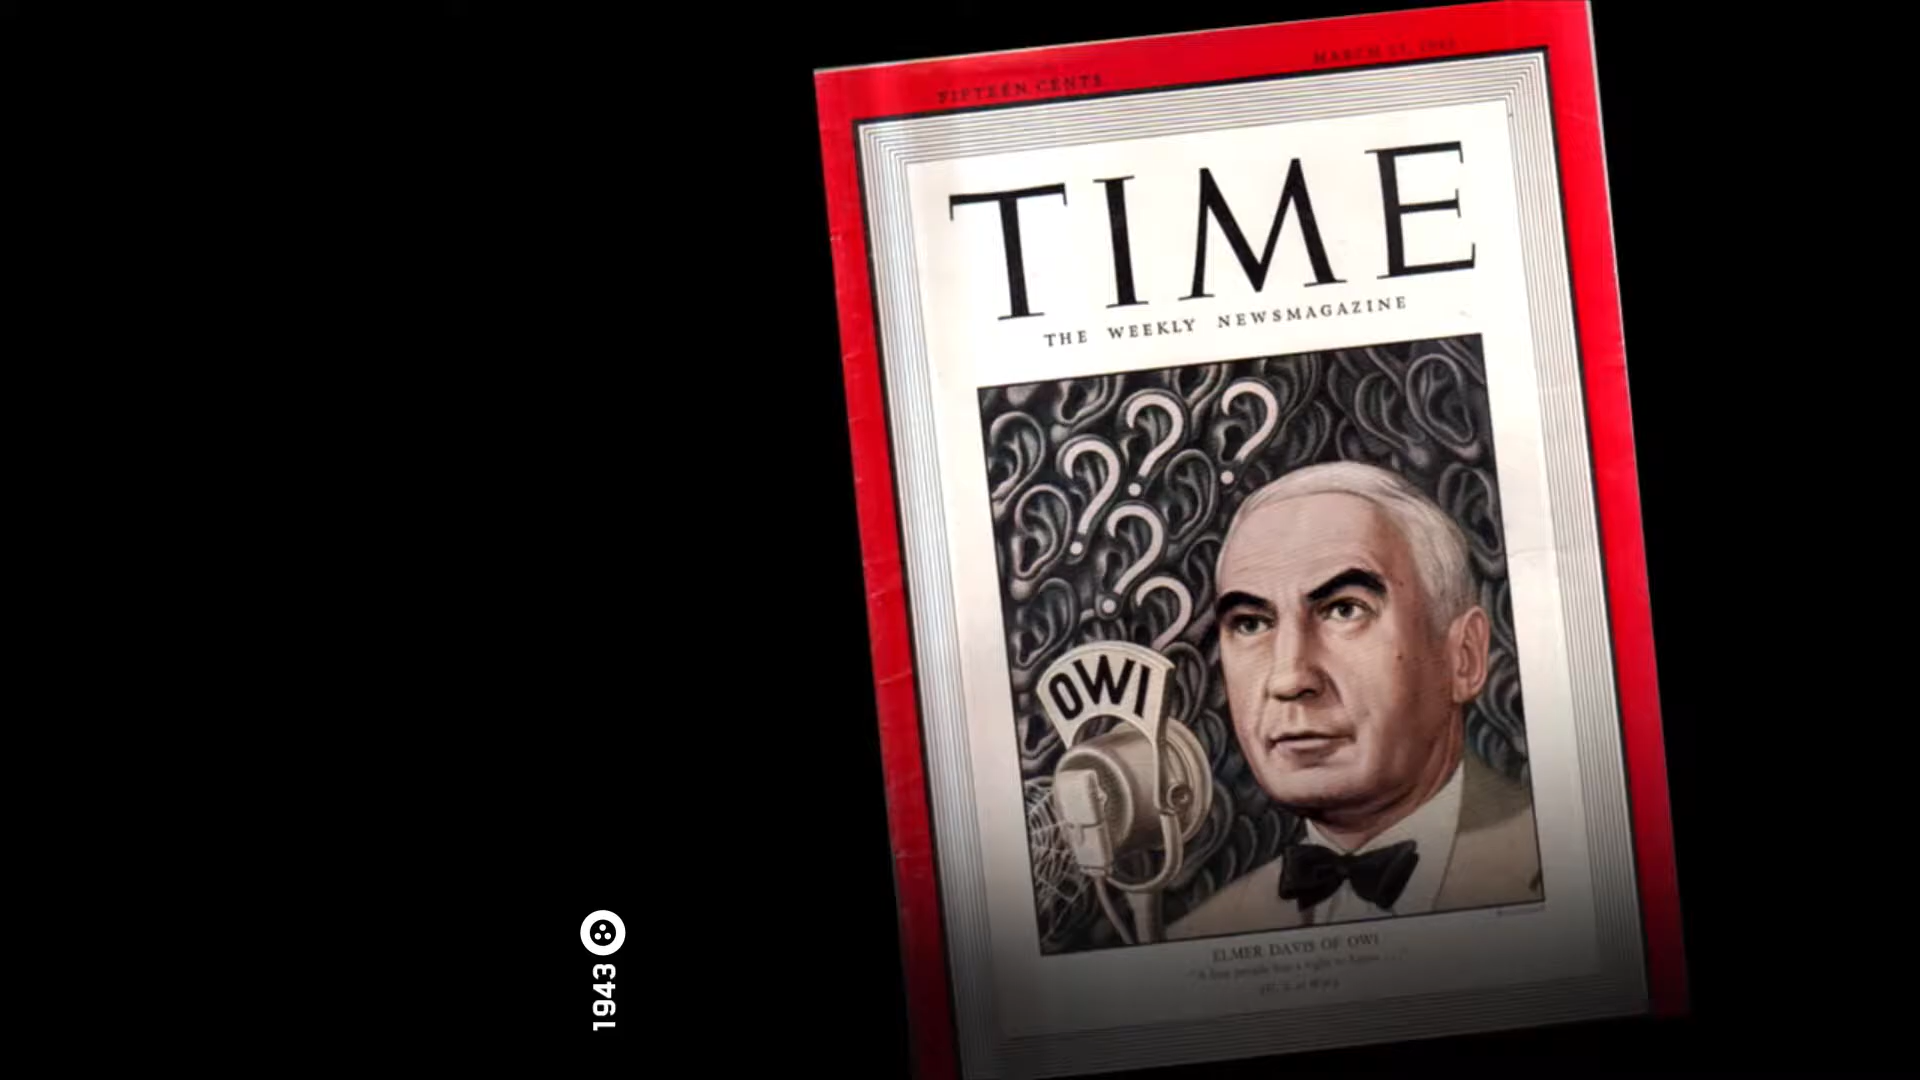 FIFTEEN CENTS
TIME
THE WEEKLY NEWSMAGAZINE
OWI
ELMER DAVIS OF OWI
1943